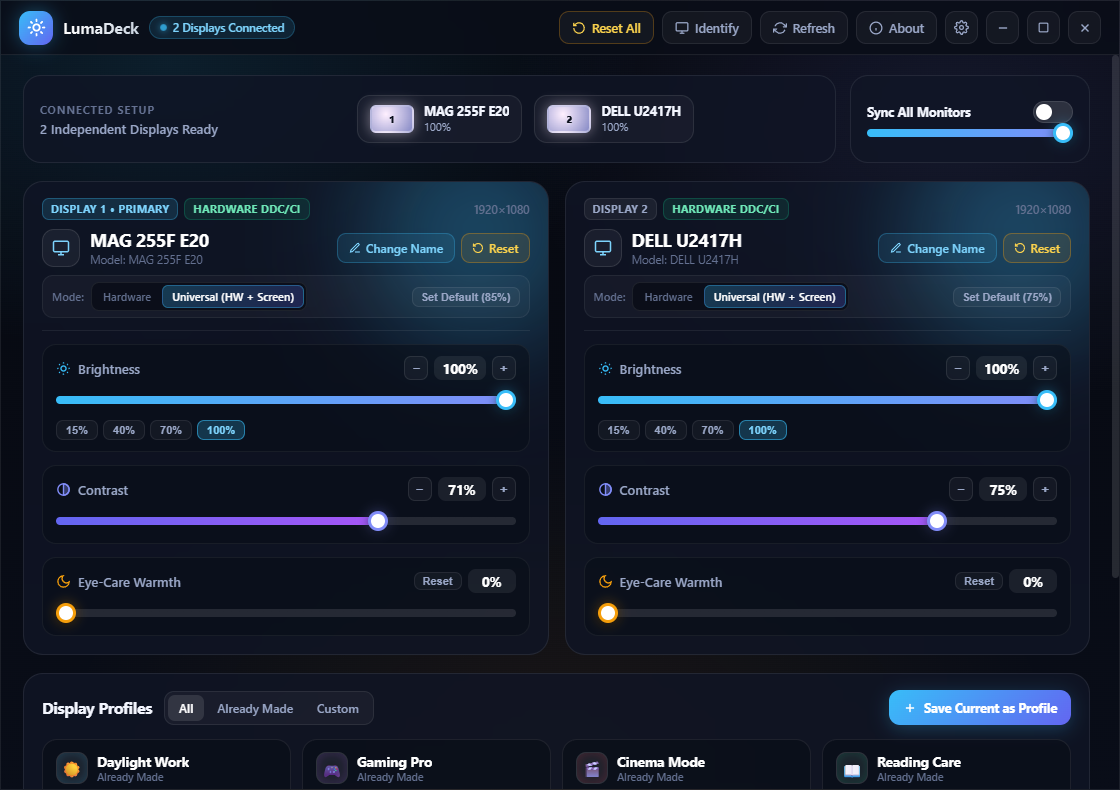 LumaDeck
2 Displays Connected
Reset All
Identify
Refresh
About
CONNECTED SETUP
2 Independent Displays Ready
1
MAG 255F E20
100%
2
DELL U2417H
100%
Sync All Monitors
DISPLAY 1 • PRIMARY
HARDWARE DDC/CI
1920×1080
MAG 255F E20
Model: MAG 255F E20
Change Name
Reset
Mode:
Hardware
Universal (HW + Screen)
Set Default (85%)
Brightness
− 100% +
15% 40% 70% 100%
Contrast
− 71% +
Eye-Care Warmth
Reset
0%
DISPLAY 2
HARDWARE DDC/CI
1920×1080
DELL U2417H
Model: DELL U2417H
Change Name
Reset
Mode:
Hardware
Universal (HW + Screen)
Set Default (75%)
Brightness
− 100% +
15% 40% 70% 100%
Contrast
− 75% +
Eye-Care Warmth
Reset
0%
Display Profiles
All
Already Made
Custom
+ Save Current as Profile
Daylight Work
Already Made
Gaming Pro
Already Made
Cinema Mode
Already Made
Reading Care
Already Made